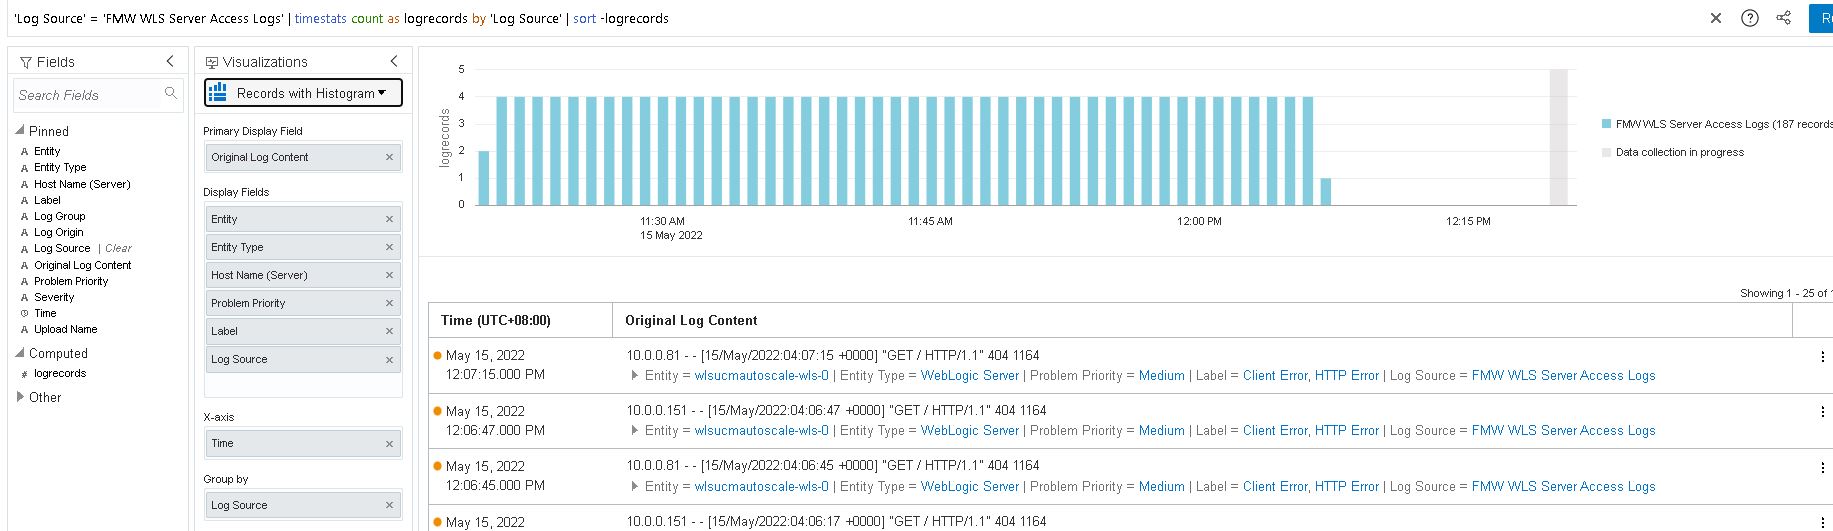 'Log Source' = 'FMW WLS Server Access Logs' | timestats count as logrecords by 'Log Source' | sort -logrecords
Fields
Search Fields
Pinned
Entity
Entity Type
Host Name (Server)
Label
Log Group
Log Origin
Log Source | Clear
Original Log Content
Problem Priority
Severity
Time
Upload Name
Computed
# logrecords
Other
Visualizations
Records with Histogram
Primary Display Field
Original Log Content
Display Fields
Entity
Entity Type
Host Name (Server)
Problem Priority
Label
Log Source
X-axis
Time
Group by
Log Source
logrecords
5
4
3
2
1
0
11:30 AM
15 May 2022
11:45 AM
12:00 PM
12:15 PM
FMW WLS Server Access Logs (187 records
Data collection in progress
Showing 1 - 25 of
Time (UTC+08:00) Original Log Content
May 15, 2022
12:07:15.000 PM
10.0.0.81 - - [15/May/2022:04:07:15 +0000] "GET / HTTP/1.1" 404 1164
Entity = wlsucmautoscale-wls-0 | Entity Type = WebLogic Server | Problem Priority = Medium | Label = Client Error, HTTP Error | Log Source = FMW WLS Server Access Logs
May 15, 2022
12:06:47.000 PM
10.0.0.151 - - [15/May/2022:04:06:47 +0000] "GET / HTTP/1.1" 404 1164
Entity = wlsucmautoscale-wls-0 | Entity Type = WebLogic Server | Problem Priority = Medium | Label = Client Error, HTTP Error | Log Source = FMW WLS Server Access Logs
May 15, 2022
12:06:45.000 PM
10.0.0.81 - - [15/May/2022:04:06:45 +0000] "GET / HTTP/1.1" 404 1164
Entity = wlsucmautoscale-wls-0 | Entity Type = WebLogic Server | Problem Priority = Medium | Label = Client Error, HTTP Error | Log Source = FMW WLS Server Access Logs
May 15, 2022
10.0.0.151 - - [15/May/2022:04:06:17 +0000] "GET / HTTP/1.1" 404 1164